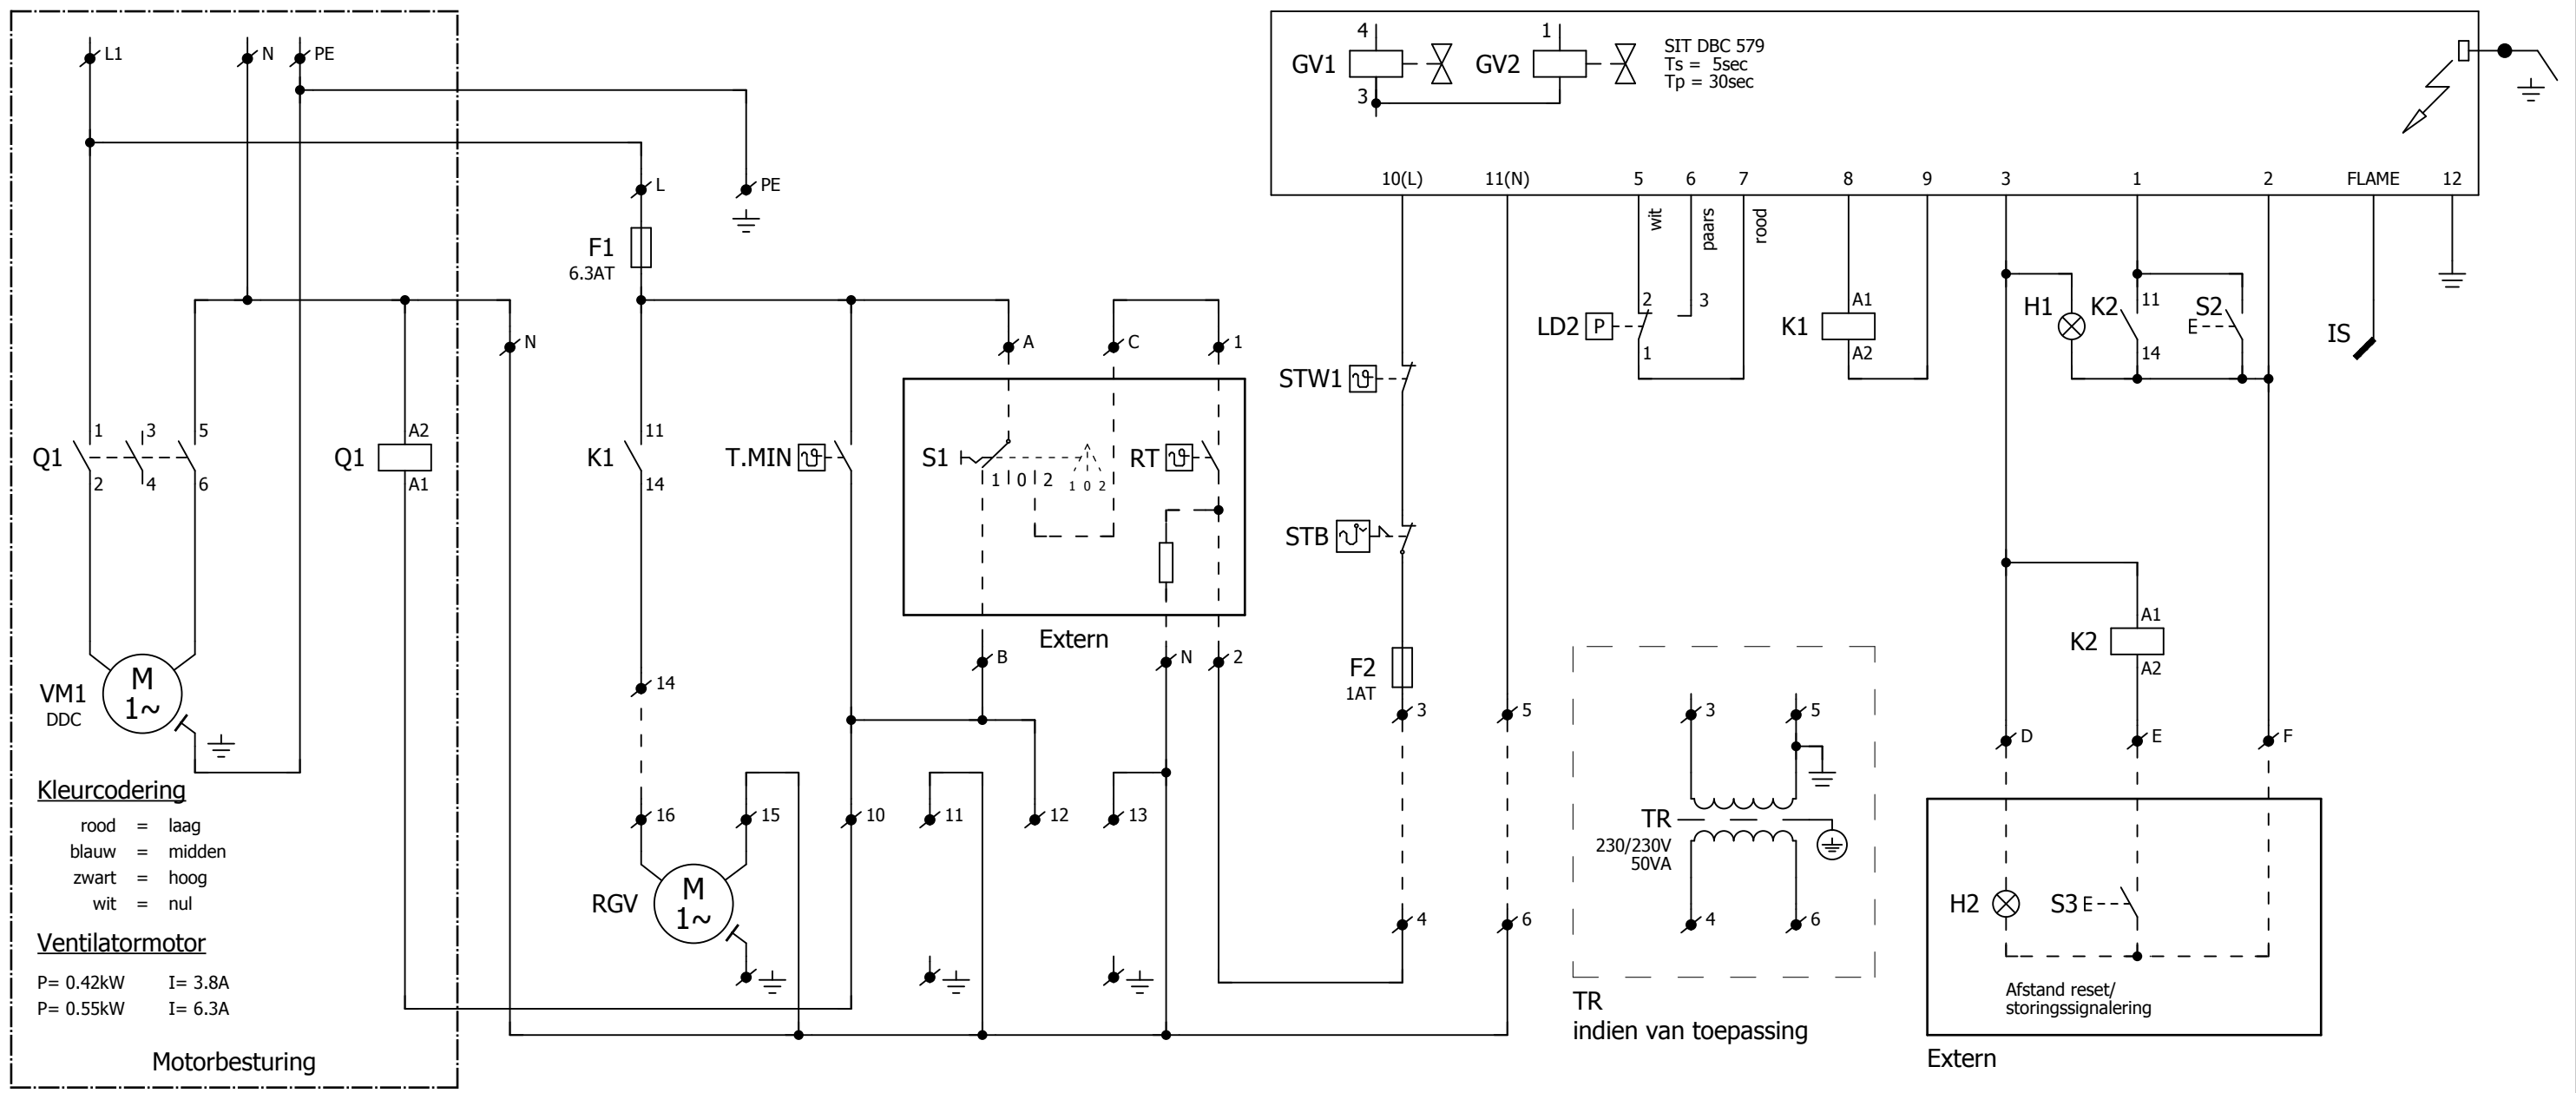 L1
N
PE
L
PE
F1
6.3AT
N
A
C
1
Q1
1
3
5
2
4
6
Q1
A2
A1
K1
11
14
T.MIN
S1
1 0 2
1 0 2
RT
Extern
B
N
2
VM1
DDC
M
1~
14
16
15
10
11
12
13
RGV
M
1~
Kleurcodering
rood = laag
blauw = midden
zwart = hoog
wit = nul
Ventilatormotor
P= 0.42kW I= 3.8A
P= 0.55kW I= 6.3A
Motorbesturing
GV1
4
3
GV2
1
SIT DBC 579
Ts = 5sec
Tp = 30sec
10(L)
11(N)
5
6
7
8
9
3
1
2
FLAME
12
wit
paars
rood
LD2
P
2
3
1
K1
A1
A2
H1
K2
11
14
S2
E
IS
STW1
STB
F2
1AT
3
5
4
6
3
5
TR
230/230V
50VA
4
6
TR
indien van toepassing
K2
A1
A2
D
E
F
H2
S3
E
Afstand reset/
storingssignalering
Extern